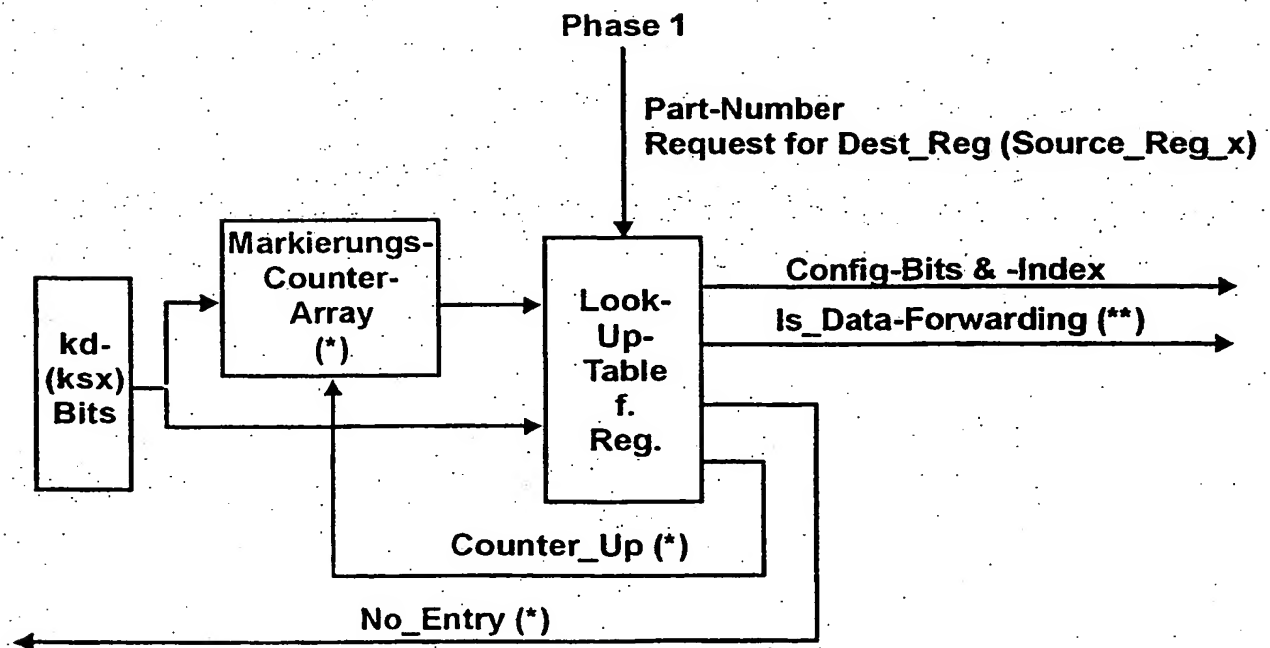 Phase 1
Part-Number
Request for Dest_Reg (Source_Reg_x)
Markierungs-
Counter-
Array
(*)
kd-
(ksx)
Bits
Look-
Up-
Table
f.
Reg.
Config-Bits & -Index
Is_Data-Forwarding (**)
Counter_Up (*)
No_Entry (*)